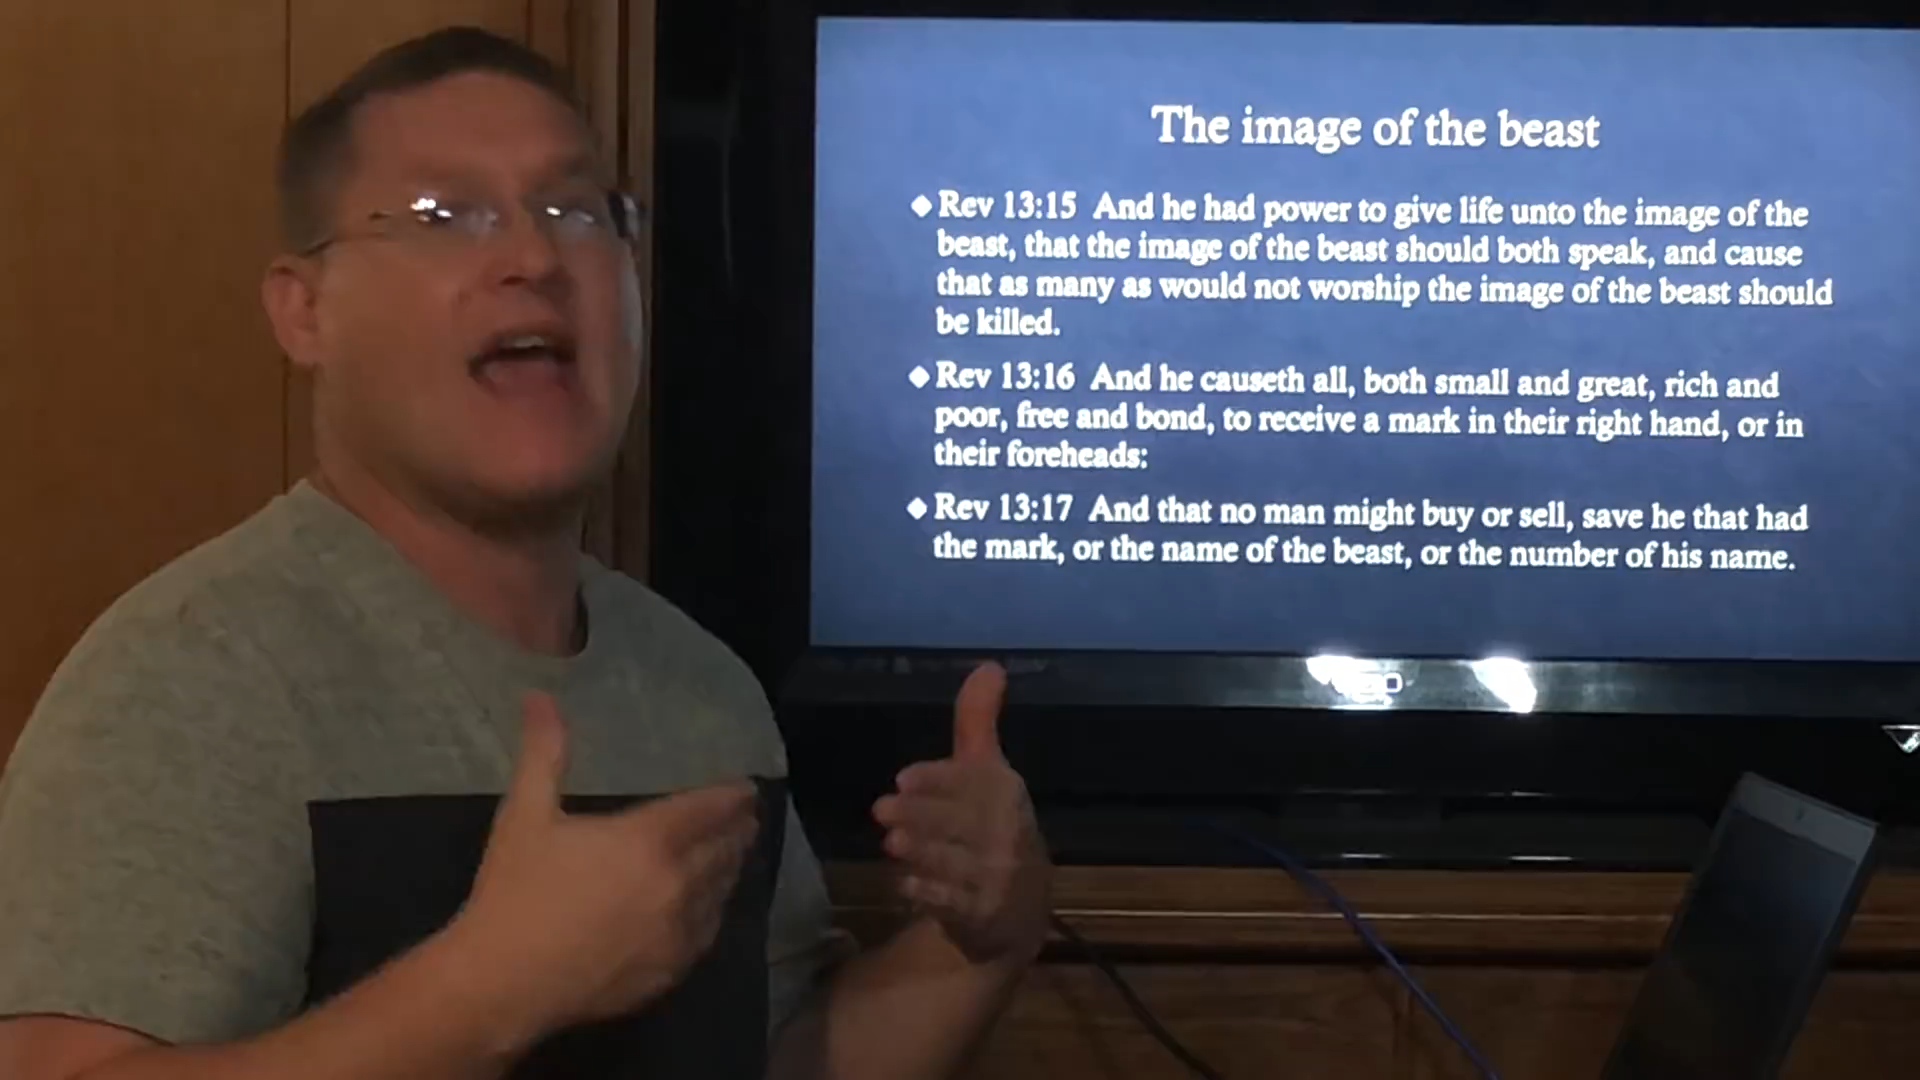 The image of the beast
Rev 13:15 And he had power to give life unto the image of the
beast, that the image of the beast should both speak, and cause
that as many as would not worship the image of the beast should
be killed.
Rev 13:16 And he causeth all, both small and great, rich and
poor, free and bond, to receive a mark in their right hand, or in
their foreheads:
Rev 13:17 And that no man might buy or sell, save he that had
the mark, or the name of the beast, or the number of his name.